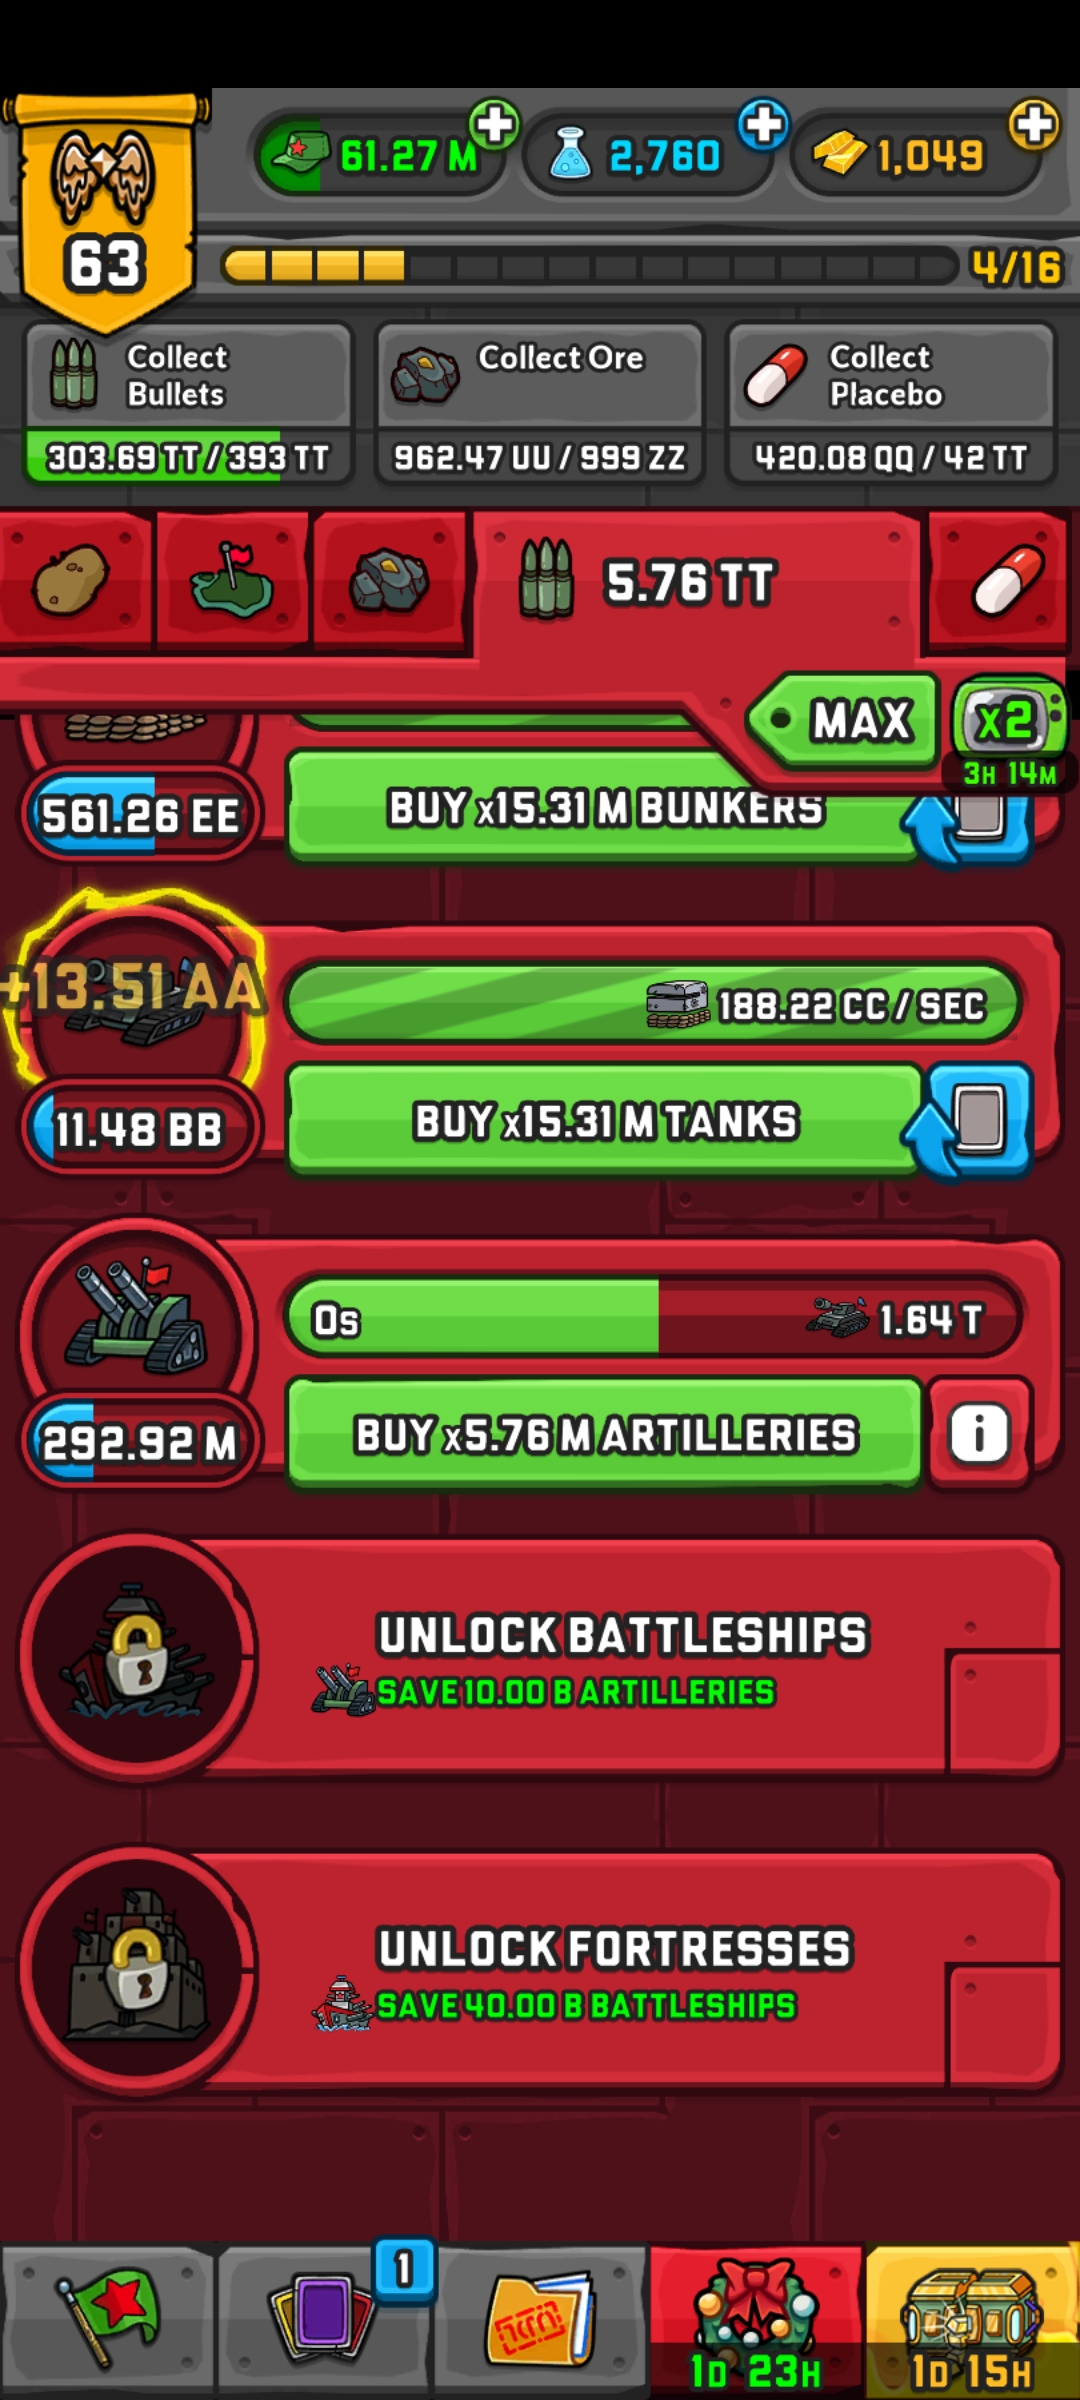 63
61.27 M
2,760
1,049
4/16
Collect
Bullets
303.69 TT / 393 TT
Collect Ore
962.47 UU / 999 ZZ
Collect
Placebo
420.08 QQ / 42 TT
5.76 TT
MAX
x2
3H 14M
561.26 EE
BUY x15.31 M BUNKERS
+13.51 AA
188.22 CC / SEC
11.48 BB
BUY x15.31 M TANKS
0s
1.64 T
292.92 M
BUY x5.76 M ARTILLERIES
i
UNLOCK BATTLESHIPS
SAVE 10.00 B ARTILLERIES
UNLOCK FORTRESSES
SAVE 40.00 B BATTLESHIPS
1
1D 23H
1D 15H